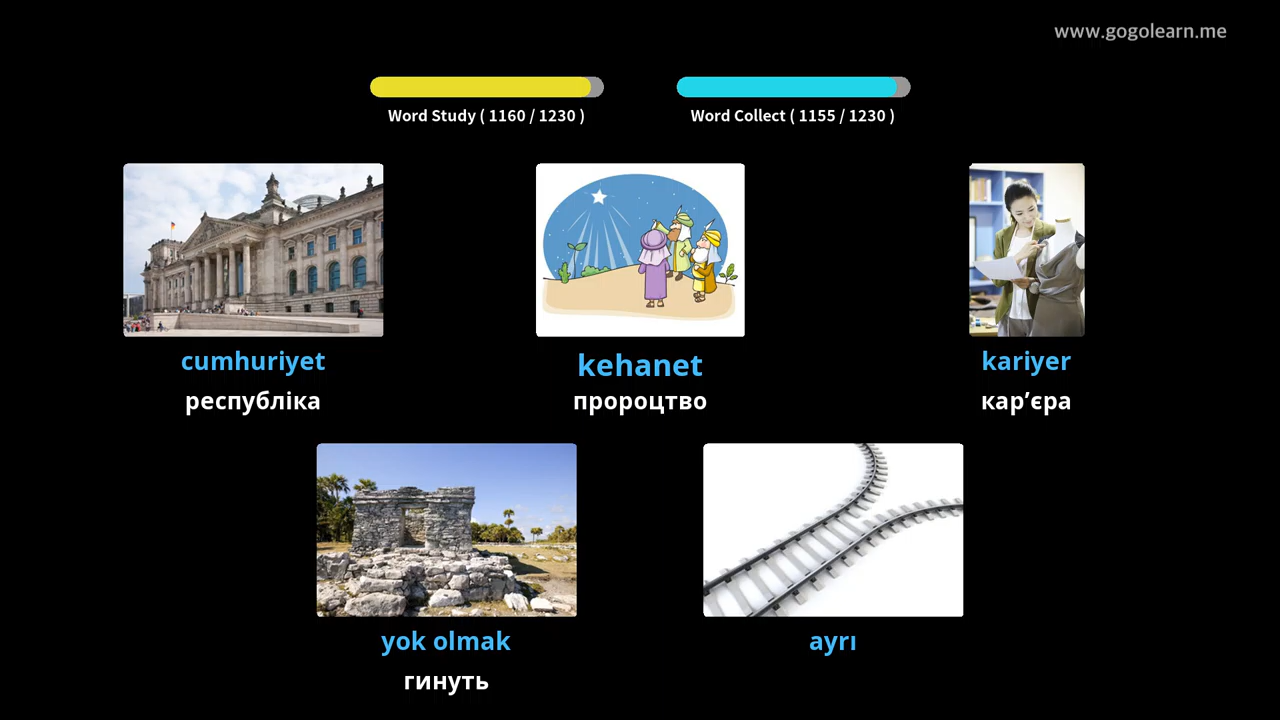 www.gogolearn.me
Word Study ( 1160 / 1230 )
Word Collect ( 1155 / 1230 )
cumhuriyet
республіка
kehanet
пророцтво
kariyer
кар’єра
yok olmak
гинуть
ayrı